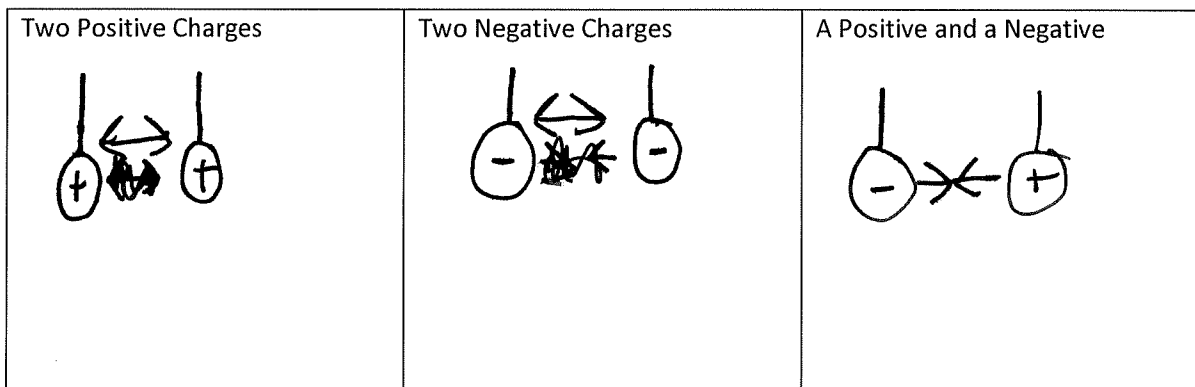 Two Positive Charges
+ +
Two Negative Charges
- -
A Positive and a Negative
- +